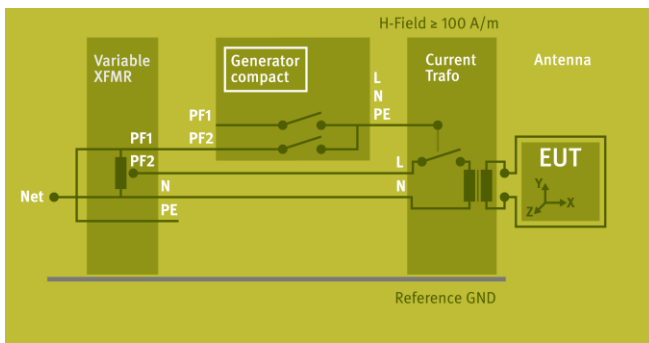 H-Field ≥ 100 A/m
Variable
XFMR
Generator
compact
Current
Trafo
Antenna
L
N
PE
PF1
PF1
PF2
PF2
L
EUT
N
N
Net
PE
Y
X
Z
Reference GND